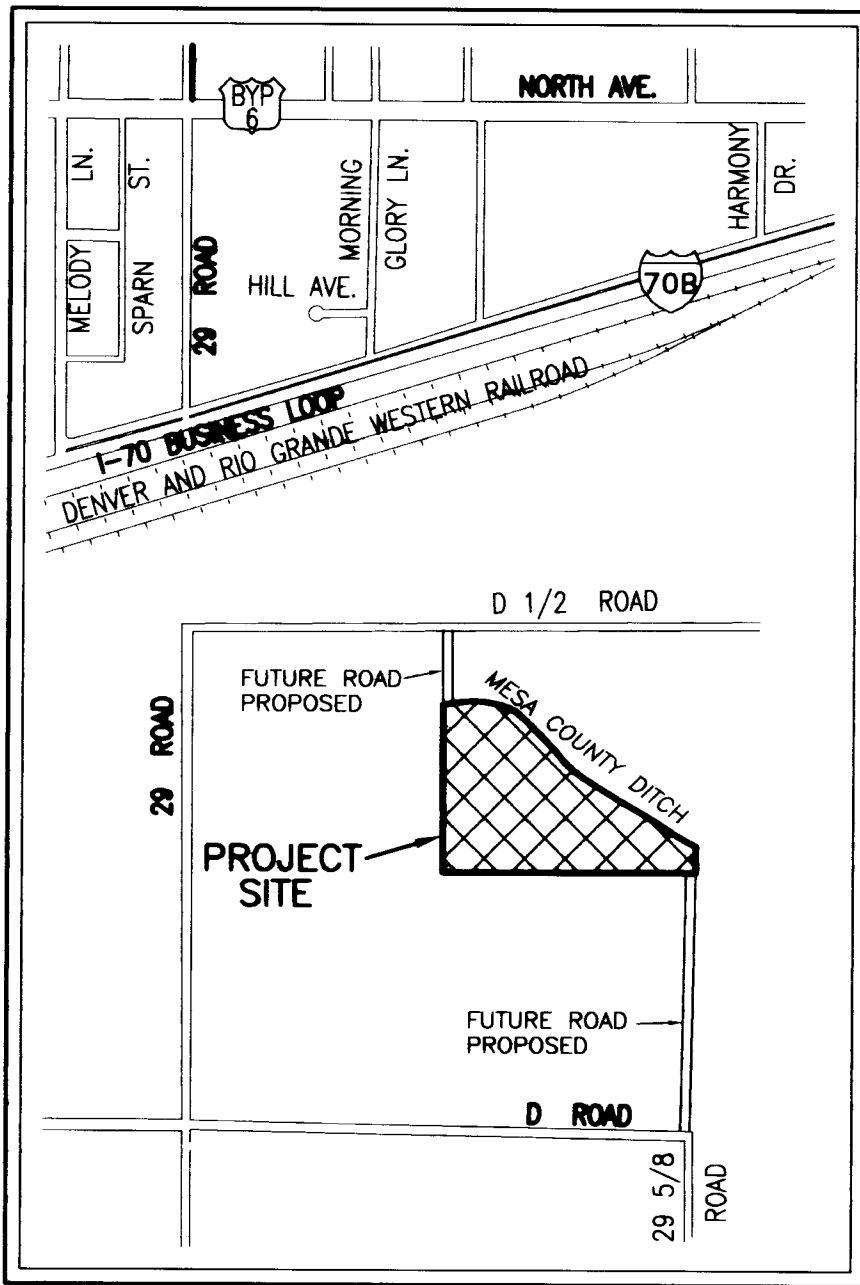 NORTH AVE.
BYP
6
MELODY LN.
SPARN ST.
29 ROAD
MORNING
GLORY LN.
HARMONY
DR.
HILL AVE.
70B
I-70 BUSINESS LOOP
DENVER AND RIO GRANDE WESTERN RAILROAD
D 1/2 ROAD
FUTURE ROAD
PROPOSED
MESA COUNTY DITCH
29 ROAD
PROJECT
SITE
FUTURE ROAD
PROPOSED
D ROAD
29 5/8
ROAD